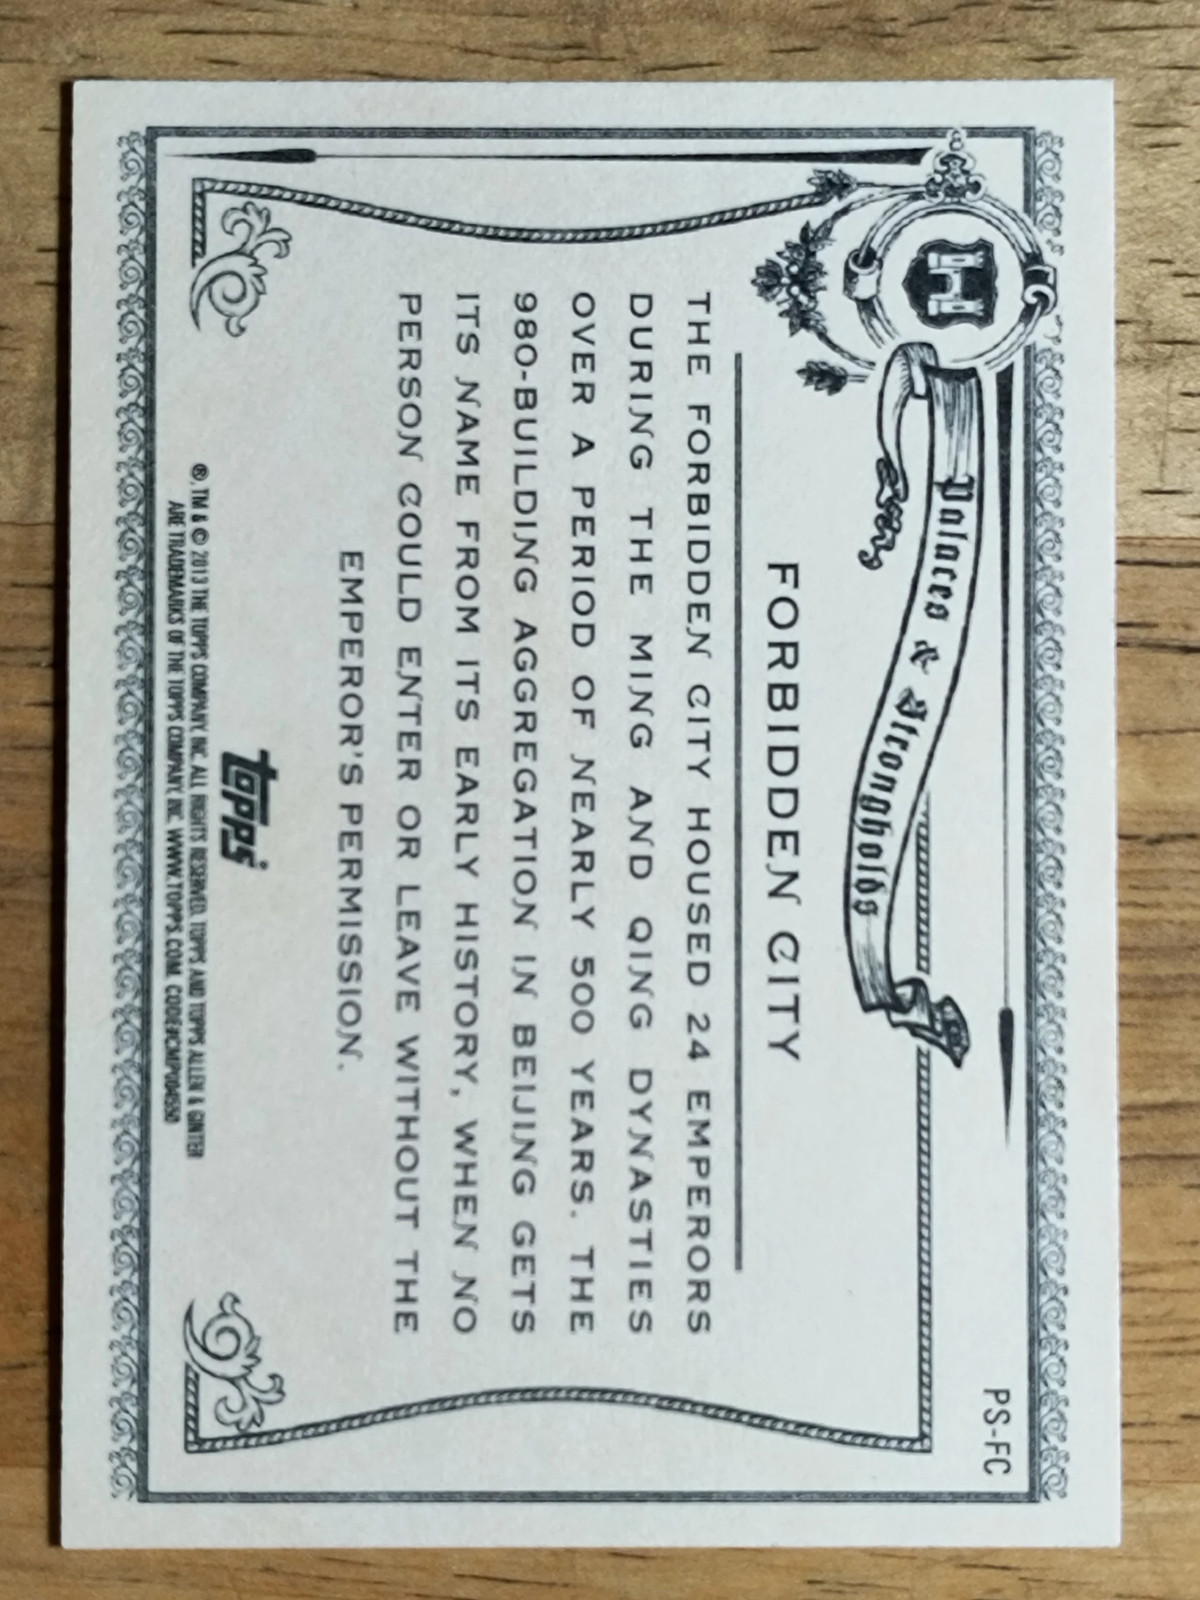 PS-FC
Palaces & Strongholds
FORBIDDEN CITY
THE FORBIDDEN CITY HOUSED 24 EMPERORS
DURING THE MING AND QING DYNASTIES
OVER A PERIOD OF NEARLY 500 YEARS. THE
980-BUILDING AGGREGATION IN BEIJING GETS
ITS NAME FROM ITS EARLY HISTORY, WHEN NO
PERSON COULD ENTER OR LEAVE WITHOUT THE
EMPEROR'S PERMISSION.
topps
®, TM & © 2013 THE TOPPS COMPANY, INC. ALL RIGHTS RESERVED. TOPPS AND TOPPS ALLEN & GINTER
ARE TRADEMARKS OF THE TOPPS COMPANY, INC. WWW.TOPPS.COM. CODE#CMP004550